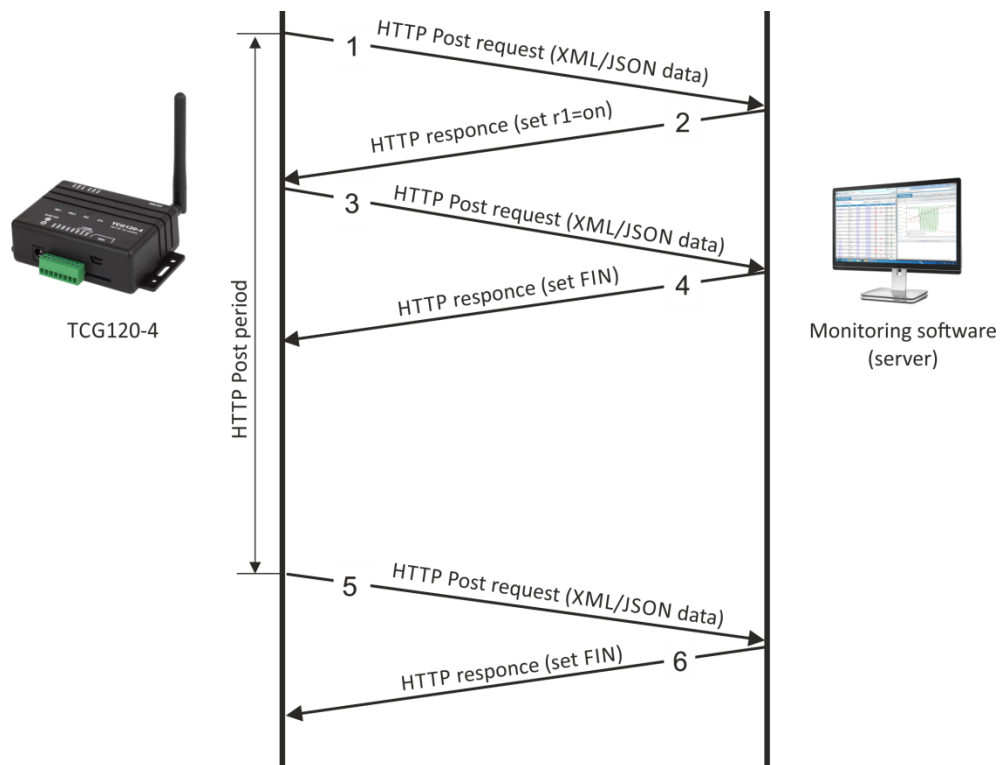 1
HTTP Post request (XML/JSON data)
HTTP responce (set r1=on)
2
3
HTTP Post request (XML/JSON data)
HTTP responce (set FIN)
4
TCG120-4
TCG120-4
HTTP Post period
Monitoring software
(server)
5
HTTP Post request (XML/JSON data)
HTTP responce (set FIN)
6